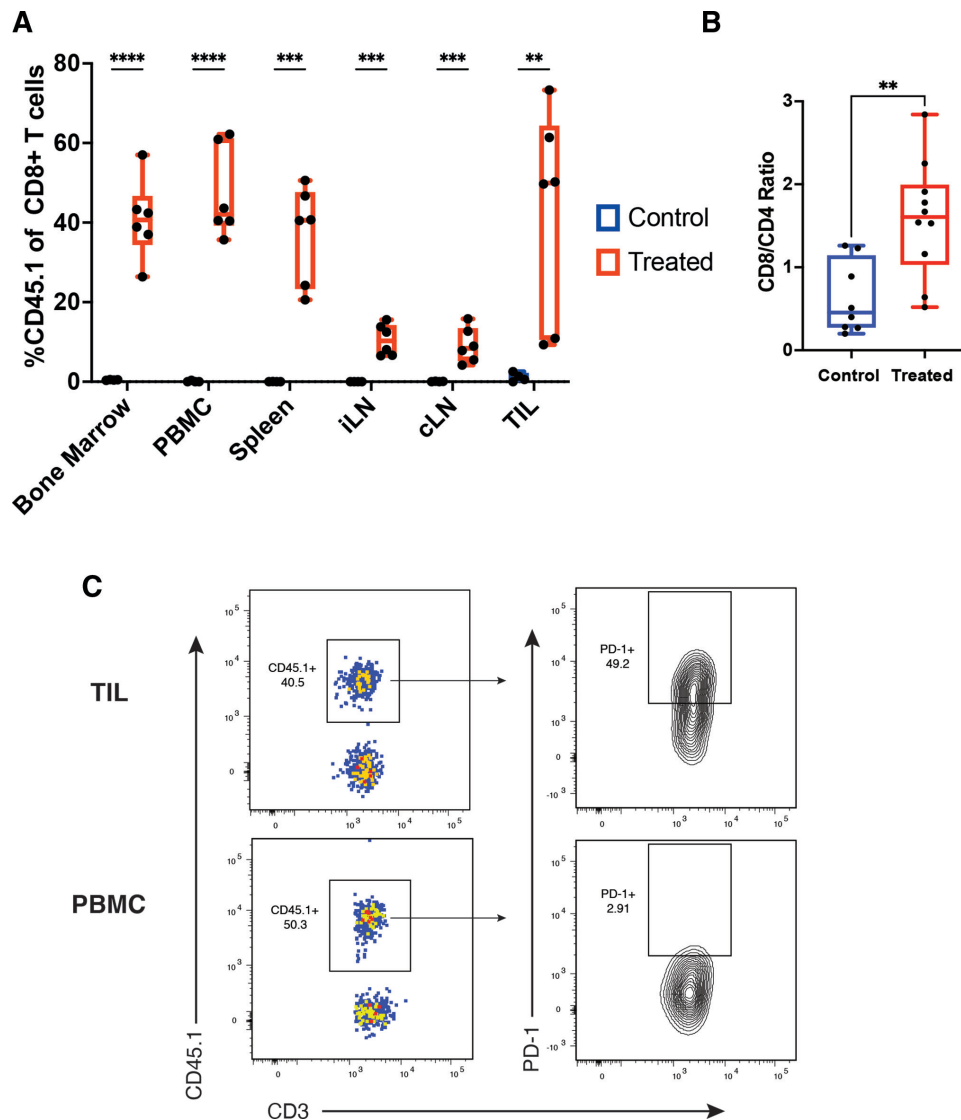 A
%CD45.1 of CD8+ T cells
80
60
40
20
0
**** **** *** *** *** **
Bone Marrow
PBMC
Spleen
iLN
cLN
TIL
Control
Treated
B
CD8/CD4 Ratio
3
2
1
0
**
Control Treated
C
TIL
CD45.1+
40.5
10^5
10^4
10^3
0
0 10^3 10^4 10^5
PD-1+
49.2
10^5
10^4
10^3
0
-10^3
0 10^3 10^4 10^5
PBMC
CD45.1+
50.3
10^5
10^4
10^3
0
0 10^3 10^4 10^5
PD-1+
2.91
10^5
10^4
10^3
0
-10^3
0 10^3 10^4 10^5
CD45.1
PD-1
CD3